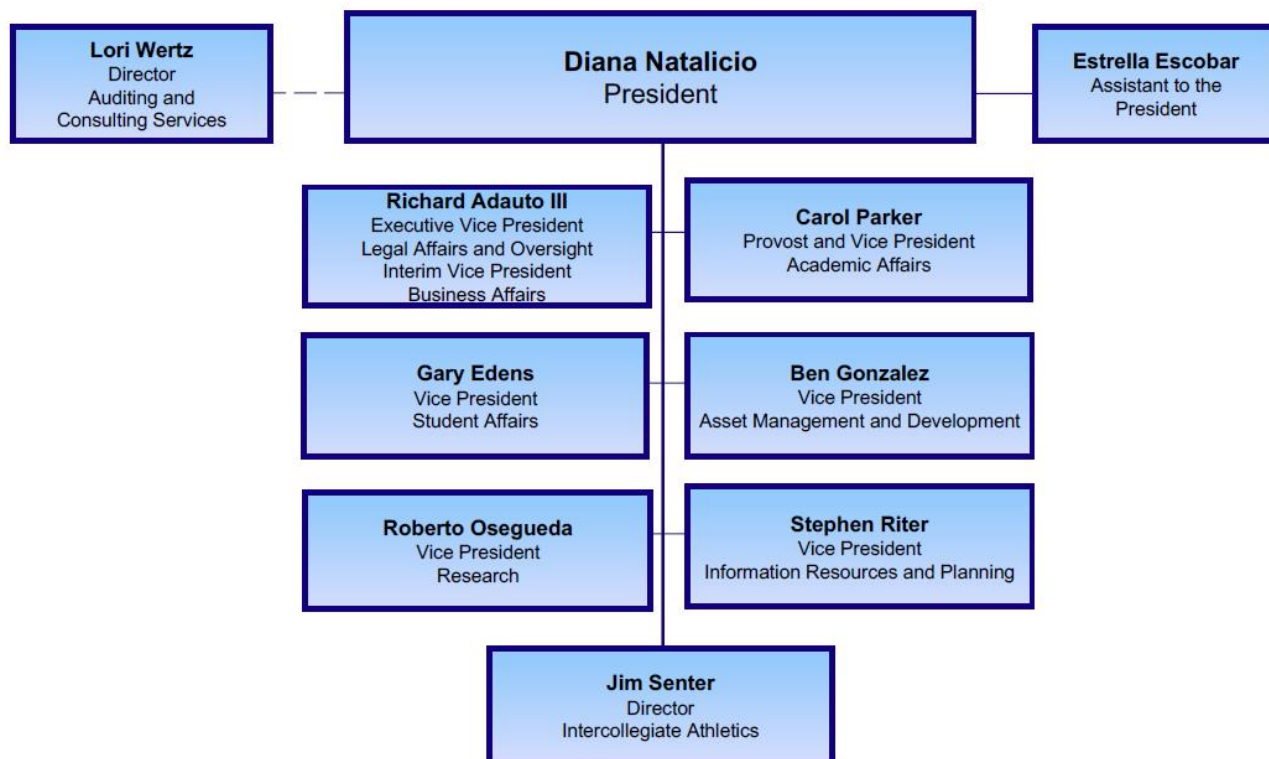 Lori Wertz
Director
Auditing and
Consulting Services
Diana Natalicio
President
Estrella Escobar
Assistant to the
President
Richard Adauto III
Executive Vice President
Legal Affairs and Oversight
Interim Vice President
Business Affairs
Carol Parker
Provost and Vice President
Academic Affairs
Gary Edens
Vice President
Student Affairs
Ben Gonzalez
Vice President
Asset Management and Development
Roberto Osegueda
Vice President
Research
Stephen Riter
Vice President
Information Resources and Planning
Jim Senter
Director
Intercollegiate Athletics